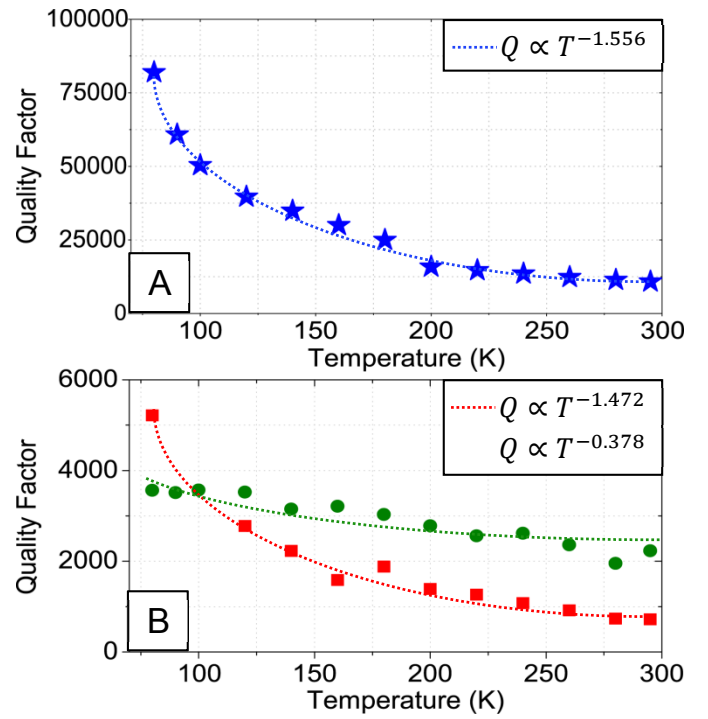 100000
75000
50000
25000
0
Quality Factor
Q ∝ T^{-1.556}
A
100 150 200 250 300
Temperature (K)
6000
4000
2000
0
Quality Factor
Q ∝ T^{-1.472}
Q ∝ T^{-0.378}
B
100 150 200 250 300
Temperature (K)